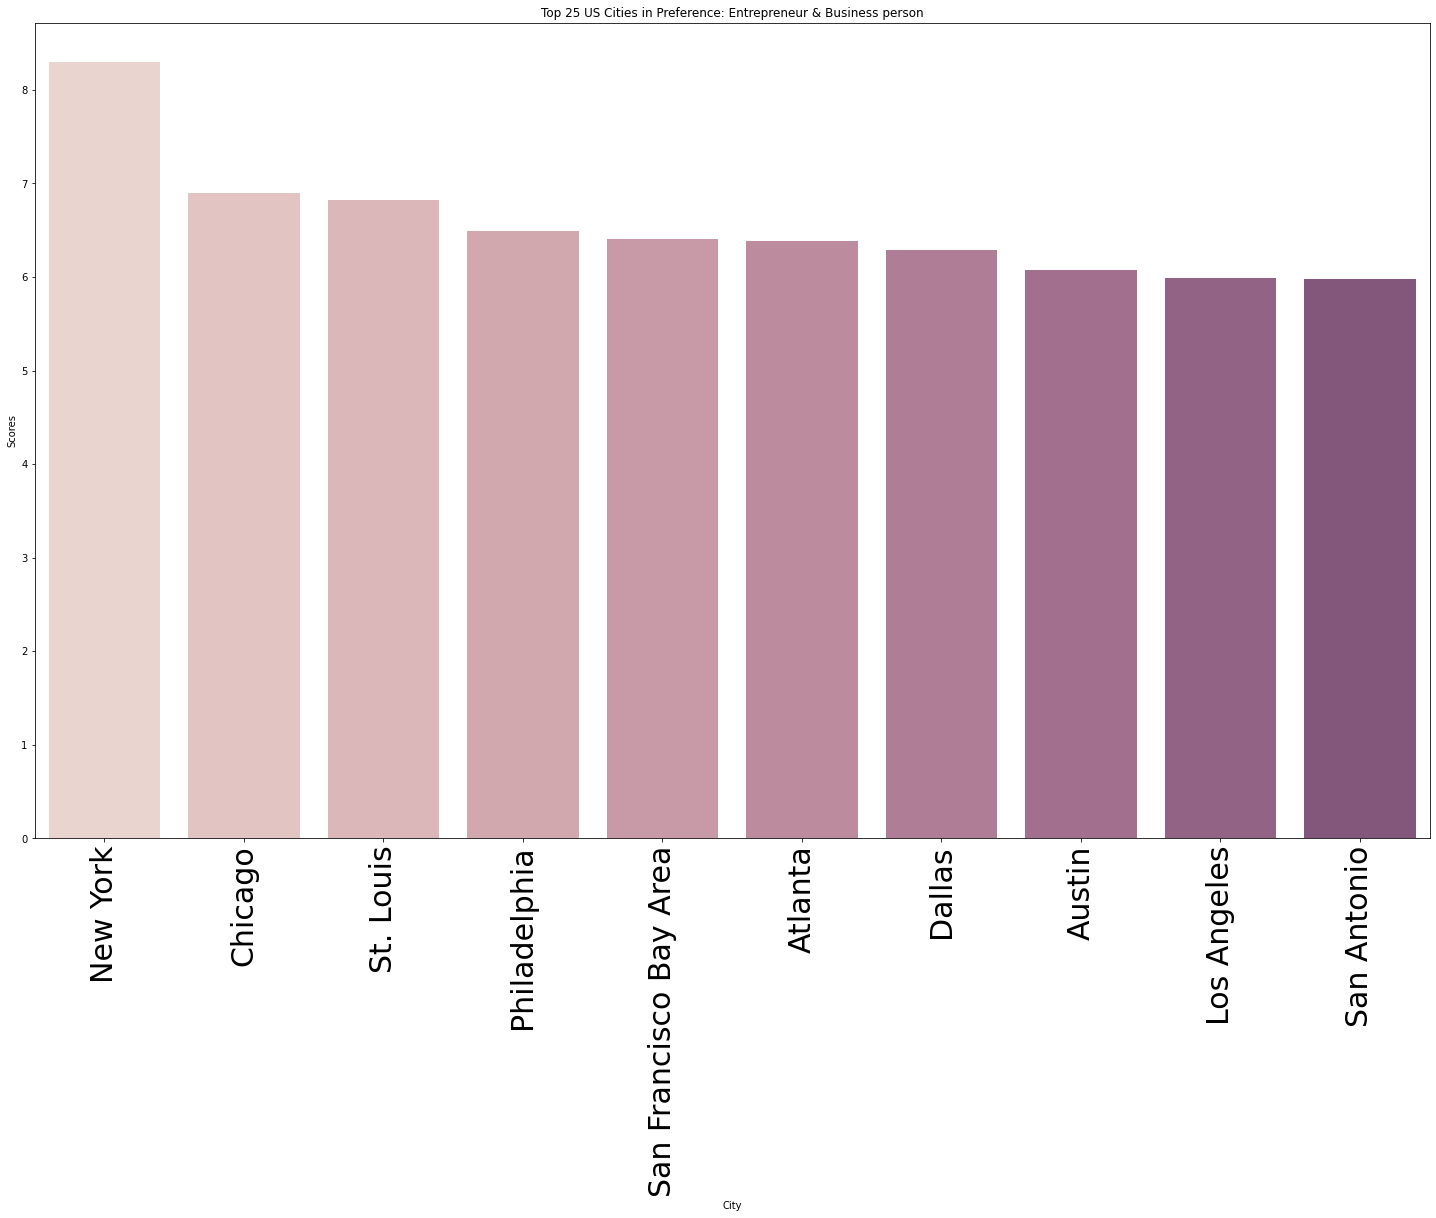 Top 25 US Cities in Preference: Entrepreneur & Business person
Scores
8
7
6
5
4
3
2
1
0
New York
Chicago
St. Louis
Philadelphia
San Francisco Bay Area
Atlanta
Dallas
Austin
Los Angeles
San Antonio
City